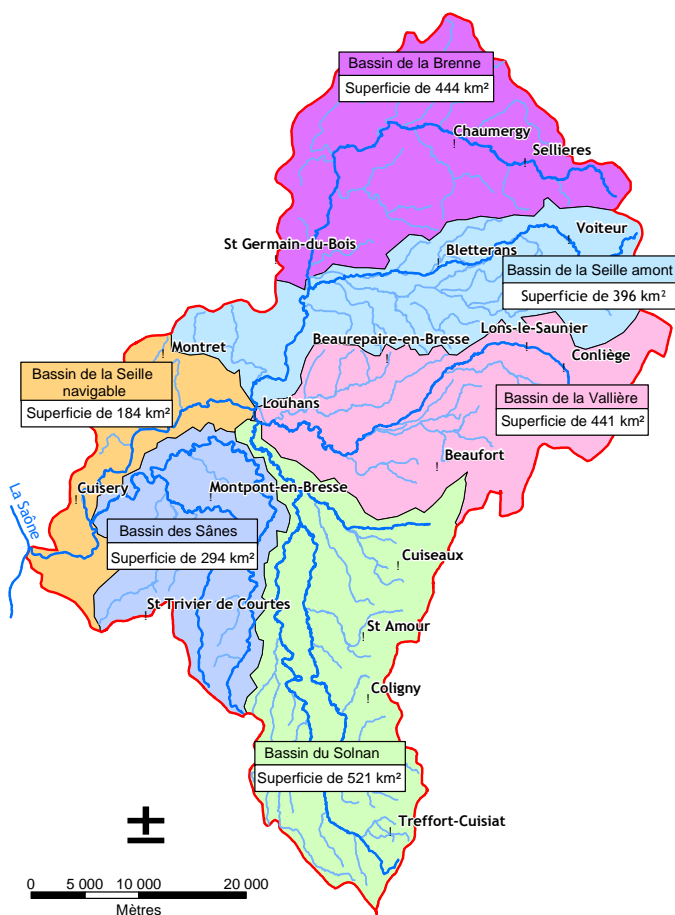 Bassin de la Brenne
Superficie de 444 km²
Chaumergy
Sellieres
St Germain-du-Bois
Voiteur
Bletterans
Bassin de la Seille amont
Superficie de 396 km²
Lons-le-Saunier
Beaurepaire-en-Bresse
Montret
Conliège
Bassin de la Seille
navigable
Superficie de 184 km²
Bassin de la Vallière
Superficie de 441 km²
Louhans
Beaufort
Cuisery
Montpont-en-Bresse
La Saône
Bassin des Sânes
Superficie de 294 km²
Cuiseaux
St Trivier de Courtes
St Amour
Coligny
Bassin du Solnan
Superficie de 521 km²
Treffort-Cuisiat
±
0 5 000 10 000 20 000
Mètres